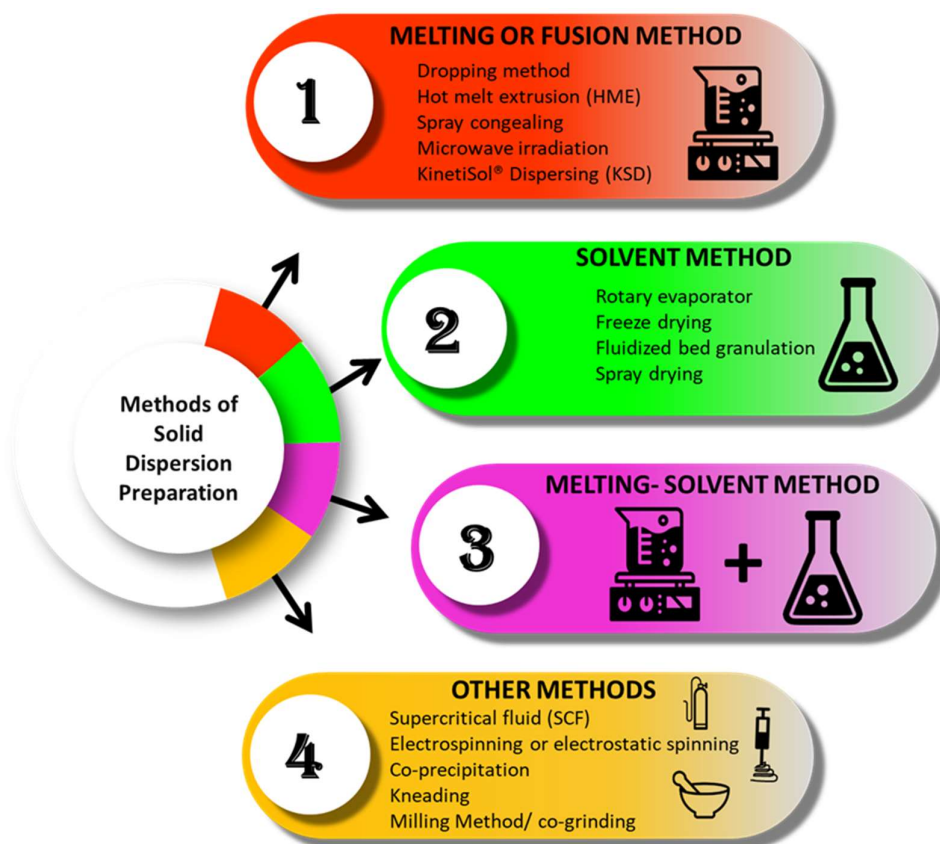 1
MELTING OR FUSION METHOD
Dropping method
Hot melt extrusion (HME)
Spray congealing
Microwave irradiation
KinetiSol® Dispersing (KSD)
2
SOLVENT METHOD
Rotary evaporator
Freeze drying
Fluidized bed granulation
Spray drying
Methods of
Solid
Dispersion
Preparation
3
MELTING- SOLVENT METHOD
+
4
OTHER METHODS
Supercritical fluid (SCF)
Electrospinning or electrostatic spinning
Co-precipitation
Kneading
Milling Method/ co-grinding